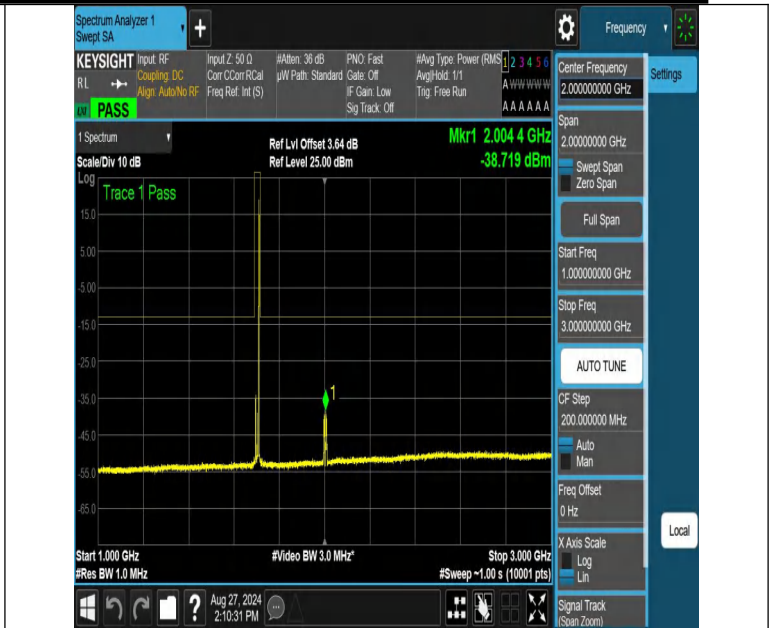 Spectrum Analyzer 1
Swept SA
+
Frequency
KEYSIGHT
RL
PASS
Input: RF
Coupling: DC
Align: Auto/No RF
Input Z: 50 Ω
Corr CCorr RCal
Freq Ref: Int (S)
#Atten: 36 dB
µW Path: Standard
PNO: Fast
Gate: Off
IF Gain: Low
Sig Track: Off
#Avg Type: Power (RMS
Avg|Hold: 1/1
Trig: Free Run
1 2 3 4 5 6
A W W W W W
A A A A A A
1 Spectrum
Scale/Div 10 dB
Ref Lvl Offset 3.64 dB
Ref Level 25.00 dBm
Mkr1 2.004 4 GHz
-38.719 dBm
Log
Trace 1 Pass
15.0
5.00
-5.00
-15.0
-25.0
-35.0
-45.0
-55.0
-65.0
1
Start 1.000 GHz
#Res BW 1.0 MHz
#Video BW 3.0 MHz*
Stop 3.000 GHz
#Sweep ~1.00 s (10001 pts)
Center Frequency
2.00000000 GHz
Settings
Span
2.00000000 GHz
Swept Span
Zero Span
Full Span
Start Freq
1.000000000 GHz
Stop Freq
3.000000000 GHz
AUTO TUNE
CF Step
200.000000 MHz
Auto
Man
Freq Offset
0 Hz
X Axis Scale
Log
Lin
Signal Track
(Span Zoom)
Local
?
Aug 27, 2024
2:10:31 PM